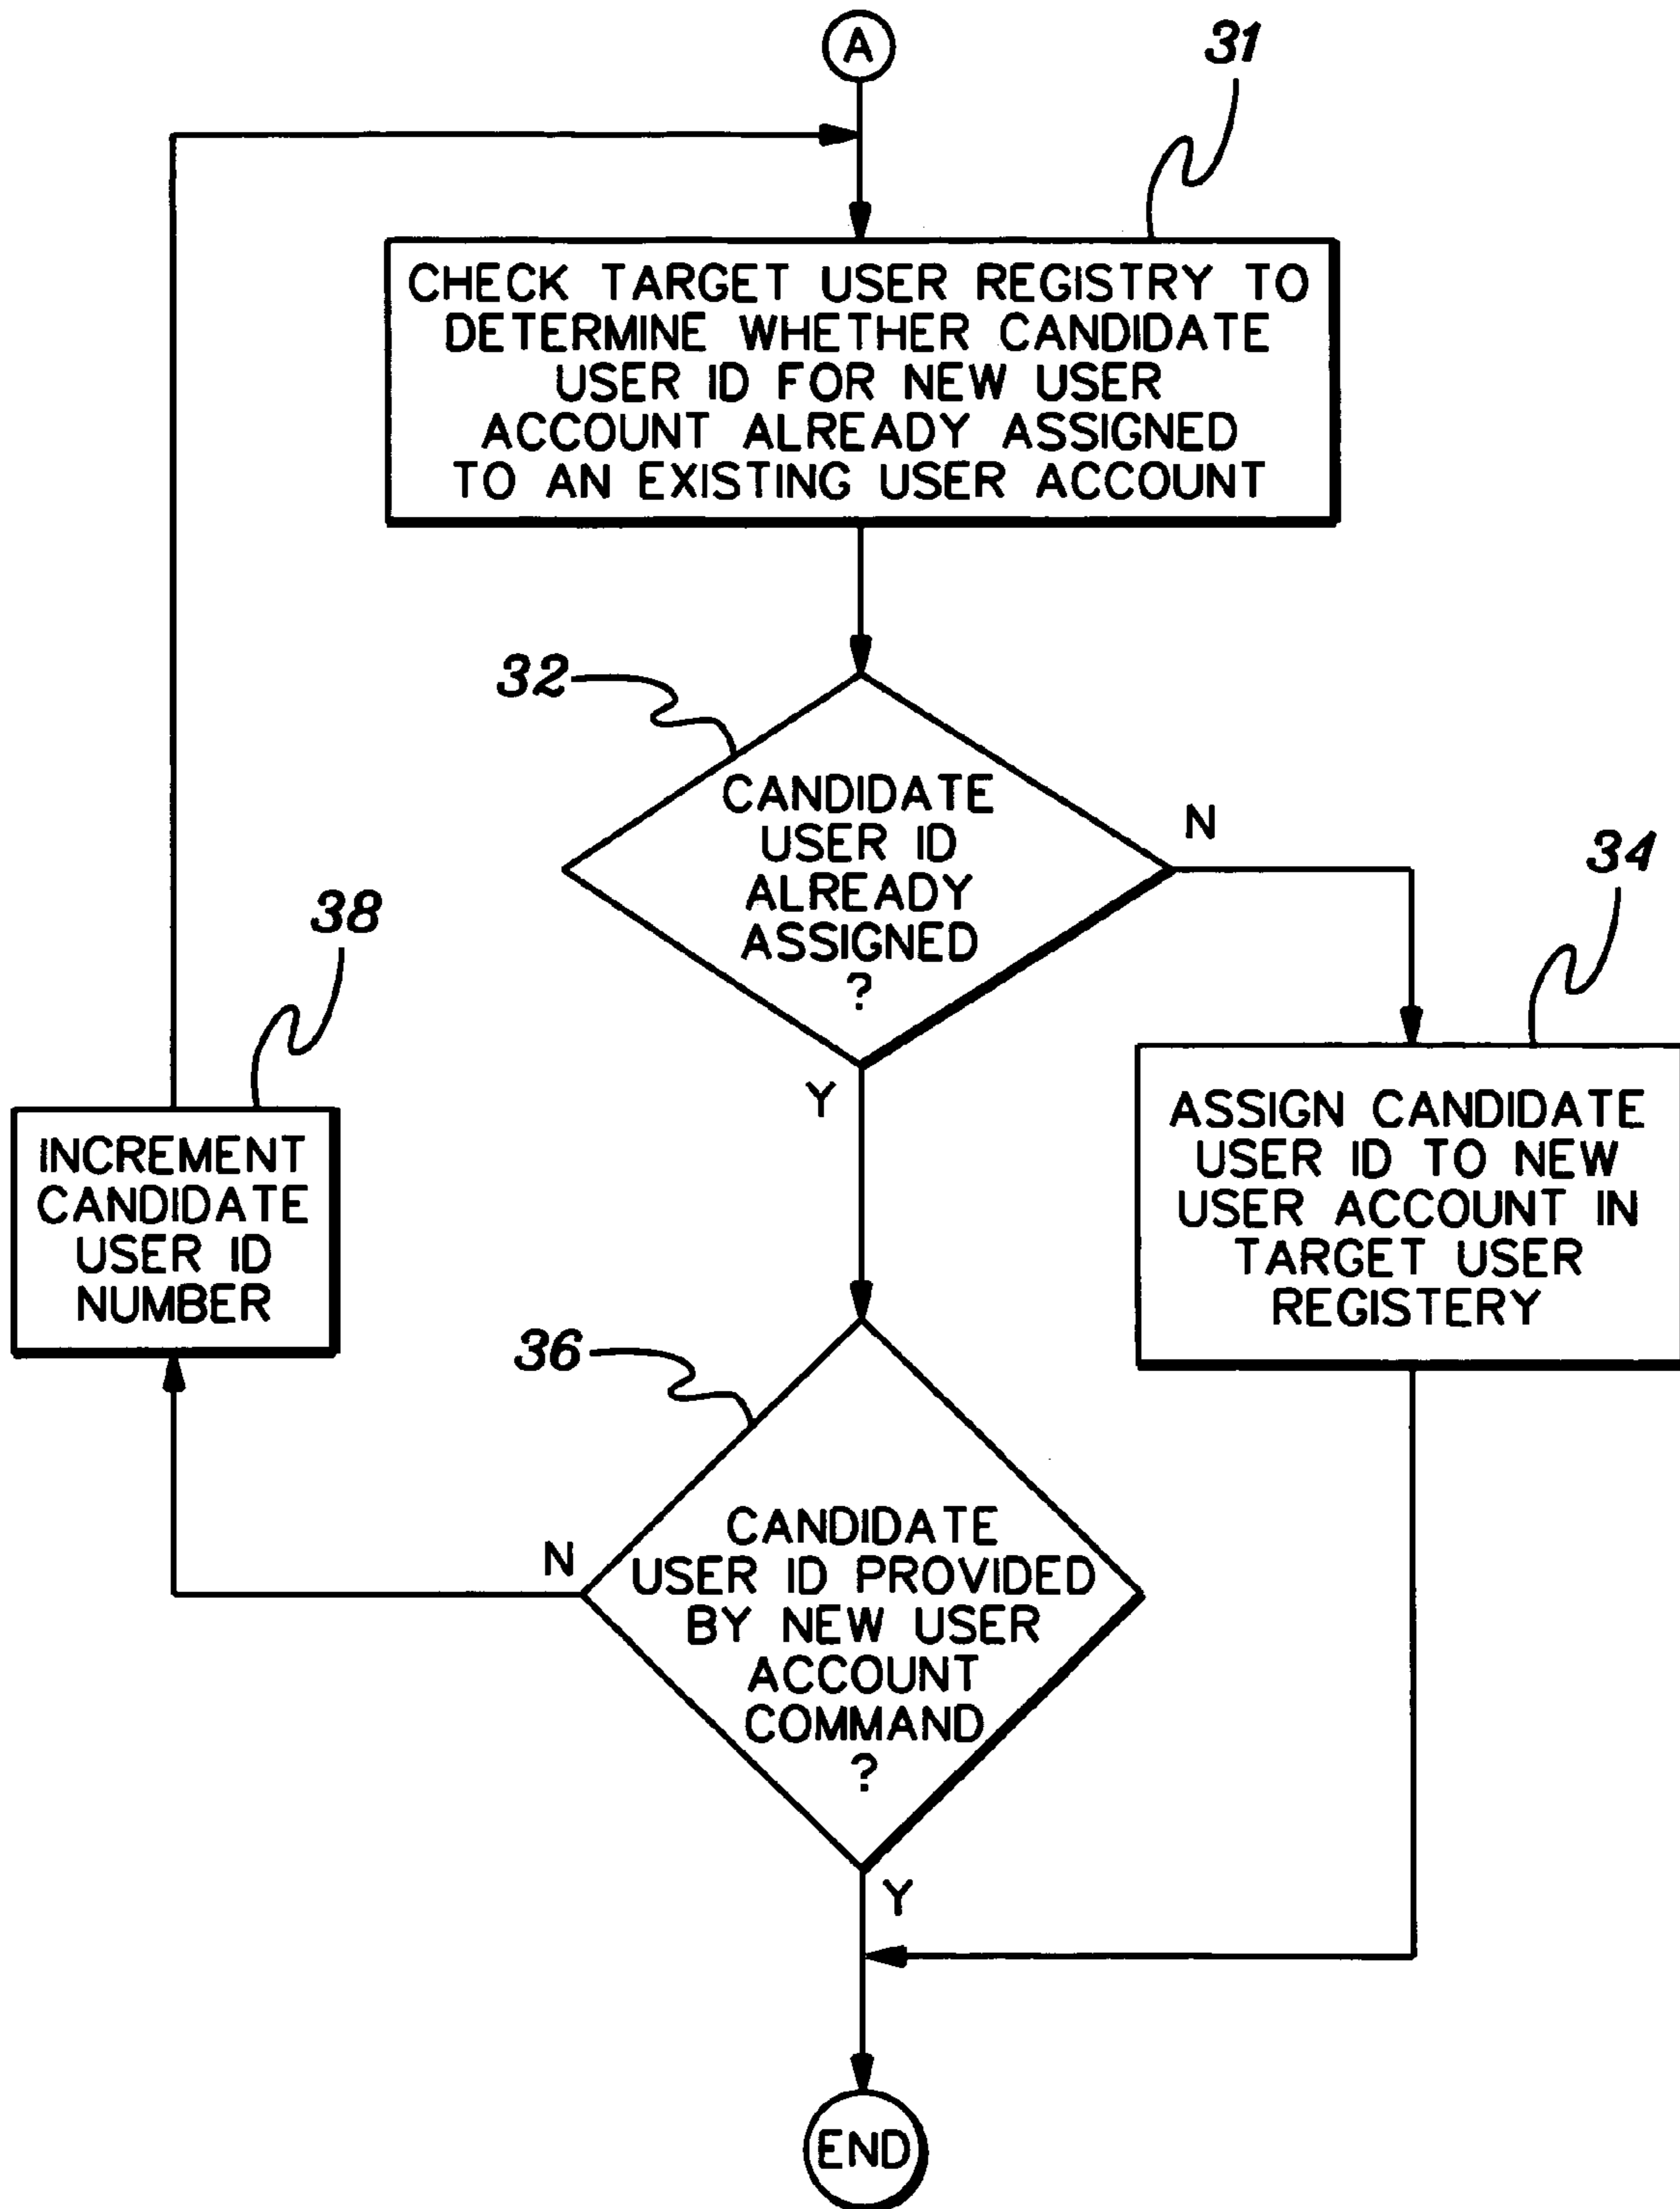 A
31
CHECK TARGET USER REGISTRY TO
DETERMINE WHETHER CANDIDATE
USER ID FOR NEW USER
ACCOUNT ALREADY ASSIGNED
TO AN EXISTING USER ACCOUNT
32
CANDIDATE
USER ID
ALREADY
ASSIGNED
?
N
Y
34
ASSIGN CANDIDATE
USER ID TO NEW
USER ACCOUNT IN
TARGET USER
REGISTERY
38
INCREMENT
CANDIDATE
USER ID
NUMBER
36
CANDIDATE
USER ID PROVIDED
BY NEW USER
ACCOUNT
COMMAND
?
N
Y
END